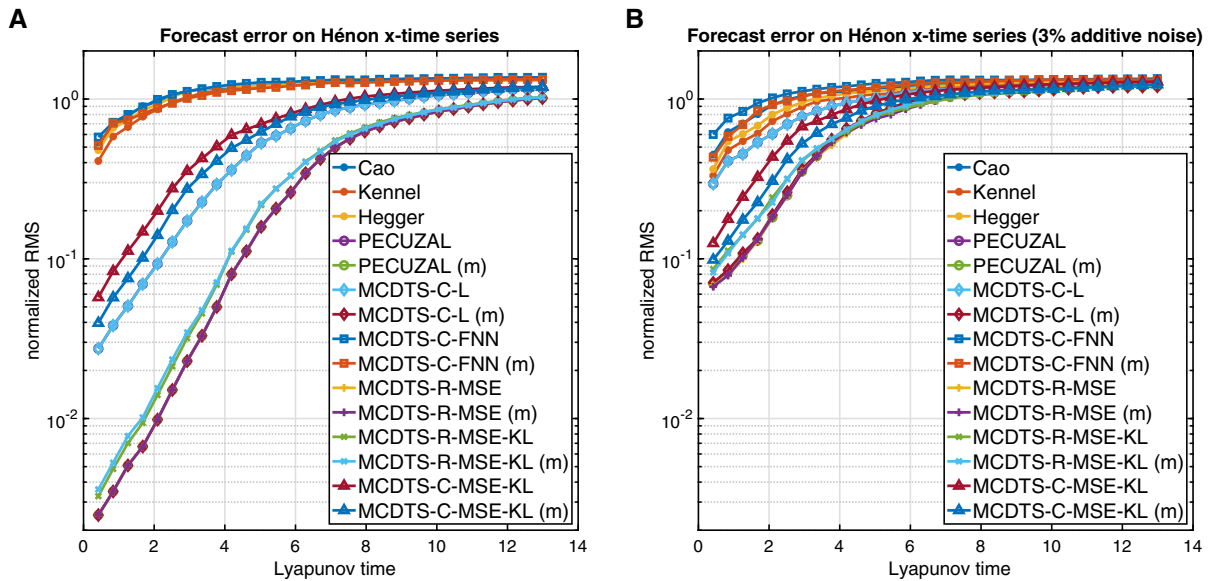 A
Forecast error on Hénon x-time series
normalized RMS
10^0
10^-1
10^-2
0 2 4 6 8 10 12 14
Lyapunov time
Cao
Kennel
Hegger
PECUZAL
PECUZAL (m)
MCDTS-C-L
MCDTS-C-L (m)
MCDTS-C-FNN
MCDTS-C-FNN (m)
MCDTS-R-MSE
MCDTS-R-MSE (m)
MCDTS-R-MSE-KL
MCDTS-R-MSE-KL (m)
MCDTS-C-MSE-KL
MCDTS-C-MSE-KL (m)
B
Forecast error on Hénon x-time series (3% additive noise)
normalized RMS
10^0
10^-1
10^-2
0 2 4 6 8 10 12 14
Lyapunov time
Cao
Kennel
Hegger
PECUZAL
PECUZAL (m)
MCDTS-C-L
MCDTS-C-L (m)
MCDTS-C-FNN
MCDTS-C-FNN (m)
MCDTS-R-MSE
MCDTS-R-MSE (m)
MCDTS-R-MSE-KL
MCDTS-R-MSE-KL (m)
MCDTS-C-MSE-KL
MCDTS-C-MSE-KL (m)